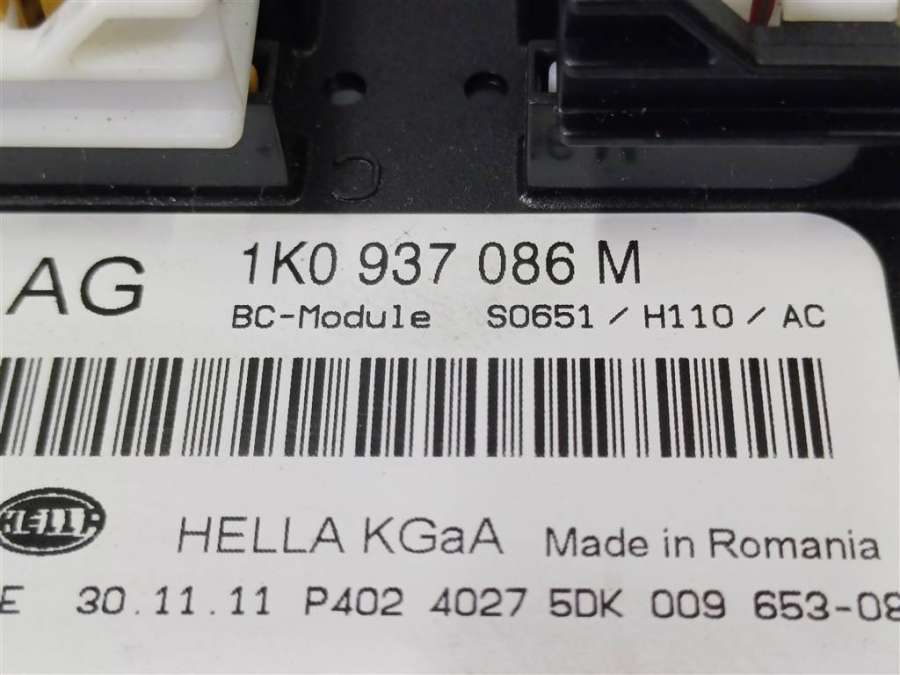 AG 1K0 937 086 M
BC-Module S0651 / H110 / AC
HELLA HELLA KGaA Made in Romania
E 30.11.11 P402 4027 5DK 009 653-08